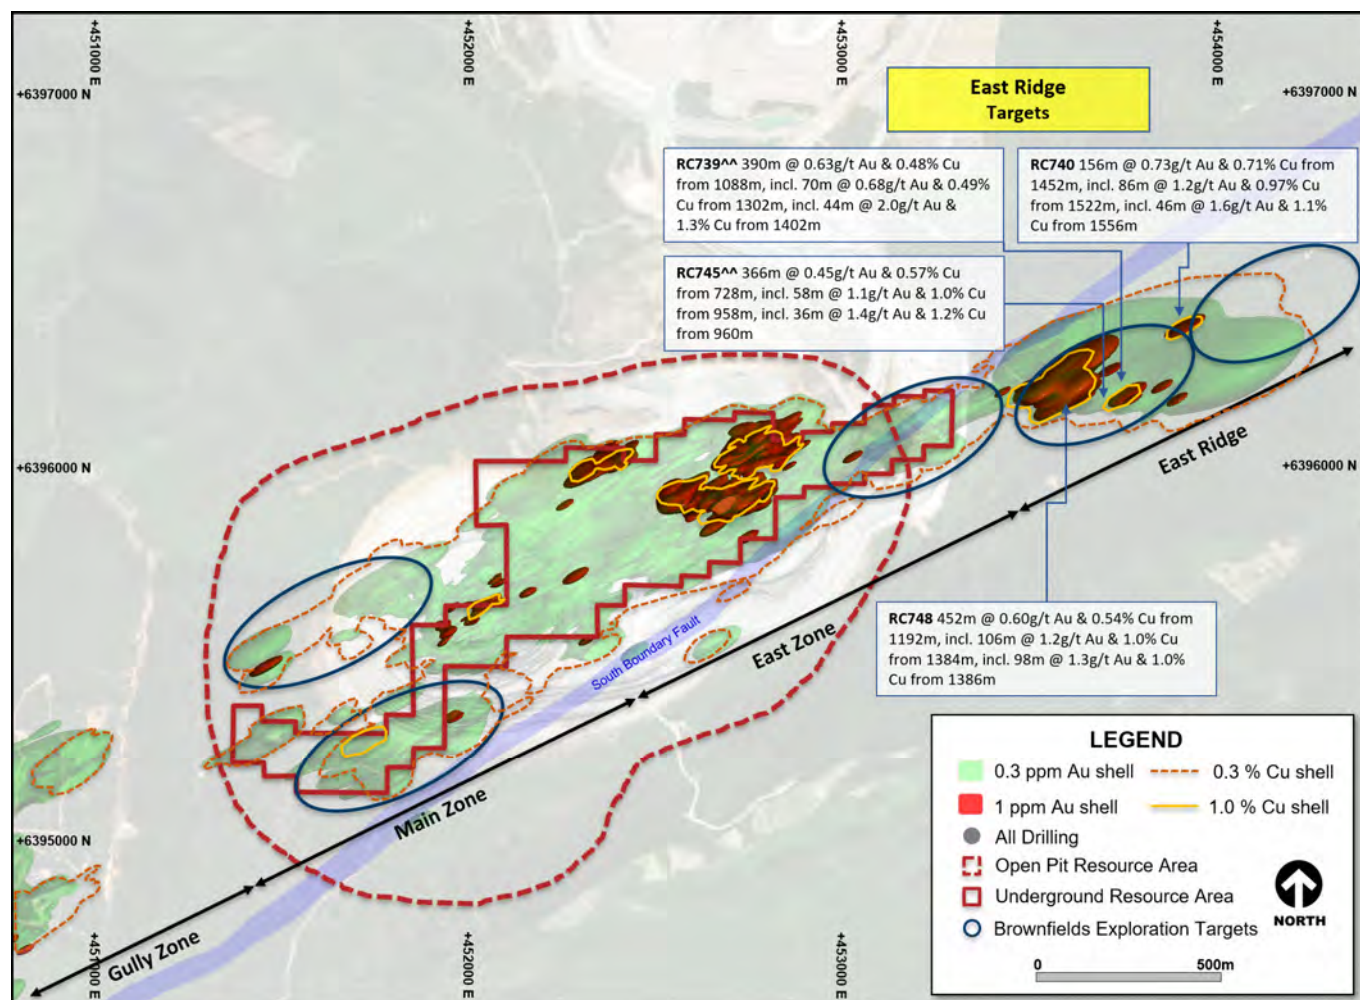 +451000 E
+452000 E
+453000 E
+454000 E
+6397000 N
+6397000 N
East Ridge
Targets
RC739^^ 390m @ 0.63g/t Au & 0.48% Cu
from 1088m, incl. 70m @ 0.68g/t Au & 0.49%
Cu from 1302m, incl. 44m @ 2.0g/t Au &
1.3% Cu from 1402m
RC740 156m @ 0.73g/t Au & 0.71% Cu from
1452m, incl. 86m @ 1.2g/t Au & 0.97% Cu
from 1522m, incl. 46m @ 1.6g/t Au & 1.1%
Cu from 1556m
RC745^^ 366m @ 0.45g/t Au & 0.57% Cu
from 728m, incl. 58m @ 1.1g/t Au & 1.0% Cu
from 958m, incl. 36m @ 1.4g/t Au & 1.2% Cu
from 960m
+6396000 N
+6396000 N
East Ridge
East Zone
South Boundary Fault
RC748 452m @ 0.60g/t Au & 0.54% Cu from
1192m, incl. 106m @ 1.2g/t Au & 1.0% Cu
from 1384m, incl. 98m @ 1.3g/t Au & 1.0%
Cu from 1386m
Main Zone
+6395000 N
Gully Zone
+451000 E
+452000 E
+453000 E
LEGEND
0.3 ppm Au shell
0.3 % Cu shell
1 ppm Au shell
1.0 % Cu shell
All Drilling
Open Pit Resource Area
Underground Resource Area
Brownfields Exploration Targets
NORTH
0 500m